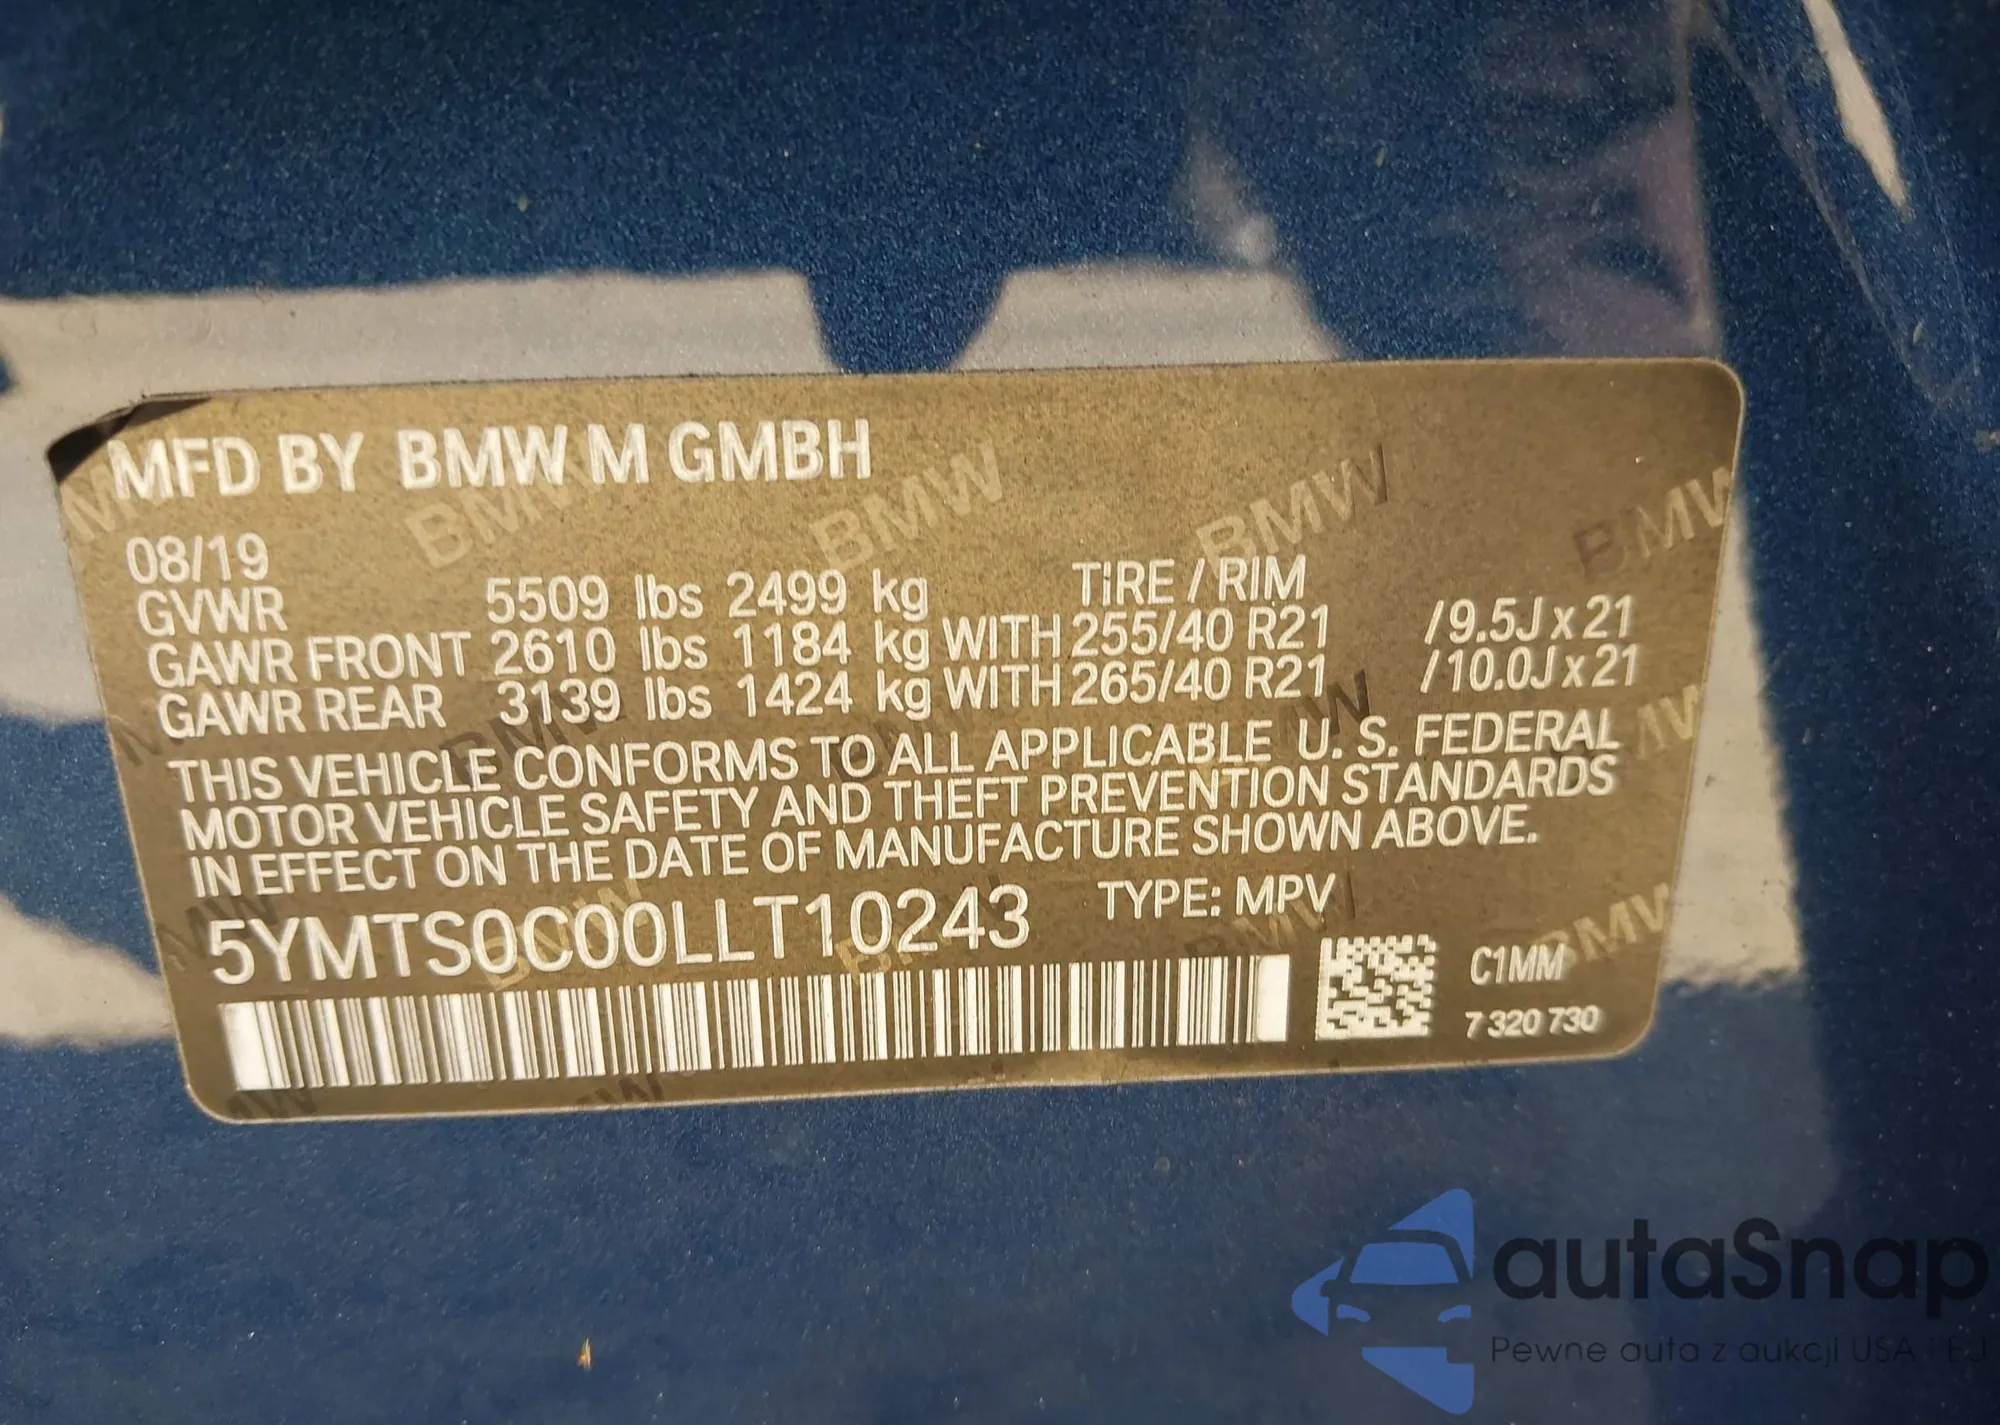 MFD BY BMW M GMBH
08/19
GVWR 5509 lbs 2499 kg TIRE / RIM
GAWR FRONT 2610 lbs 1184 kg WITH 255/40 R21 /9.5J x 21
GAWR REAR 3139 lbs 1424 kg WITH 265/40 R21 /10.0J x 21
THIS VEHICLE CONFORMS TO ALL APPLICABLE U. S. FEDERAL
MOTOR VEHICLE SAFETY AND THEFT PREVENTION STANDARDS
IN EFFECT ON THE DATE OF MANUFACTURE SHOWN ABOVE.
5YMTS0C00LLT10243 TYPE: MPV
C1MM
7 320 730
autaSnap
Pewne auta z aukcji USA i EU